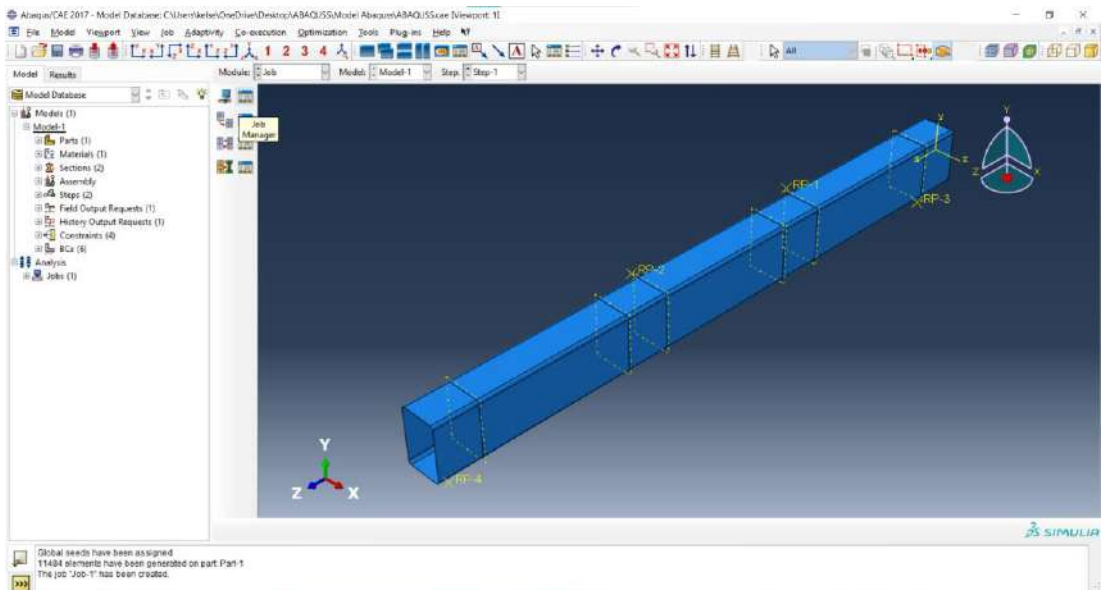 Abaqus/CAE 2017 - Model Database: C:\Users\kelse\OneDrive\Desktop\ABAQUSS\Model Abaquss\ABAQUSS.cae [Viewport: 1]
File Model Viewport View Job Adaptivity Co-execution Optimization Tools Plug-ins Help
1 2 3 4 A All
Model Results Module: Job Model: Model-1 Step: Step-1
Model Database
Models (1)
Model-1
Parts (1)
Materials (1)
Sections (2)
Assembly
Steps (2)
Field Output Requests (1)
History Output Requests (1)
Constraints (4)
BCs (6)
Analysis
Jobs (1)
Job
Manager
Y
Z X
y
z
RP-1
RP-3
RP-2
RP-4
Y
Z X
SIMULIA
Global seeds have been assigned
11484 elements have been generated on part: Part-1
The job "Job-1" has been created.
>>>